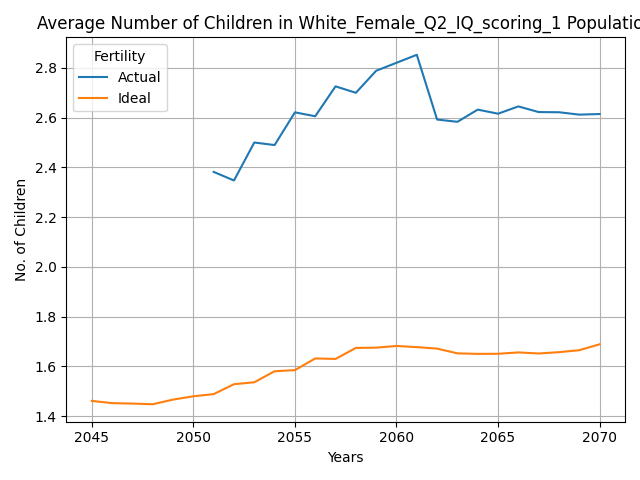 Average Number of Children in White_Female_Q2_IQ_scoring_1 Populatio
Fertility
Actual
Ideal
No. of Children
2.8
2.6
2.4
2.2
2.0
1.8
1.6
1.4
2045 2050 2055 2060 2065 2070
Years